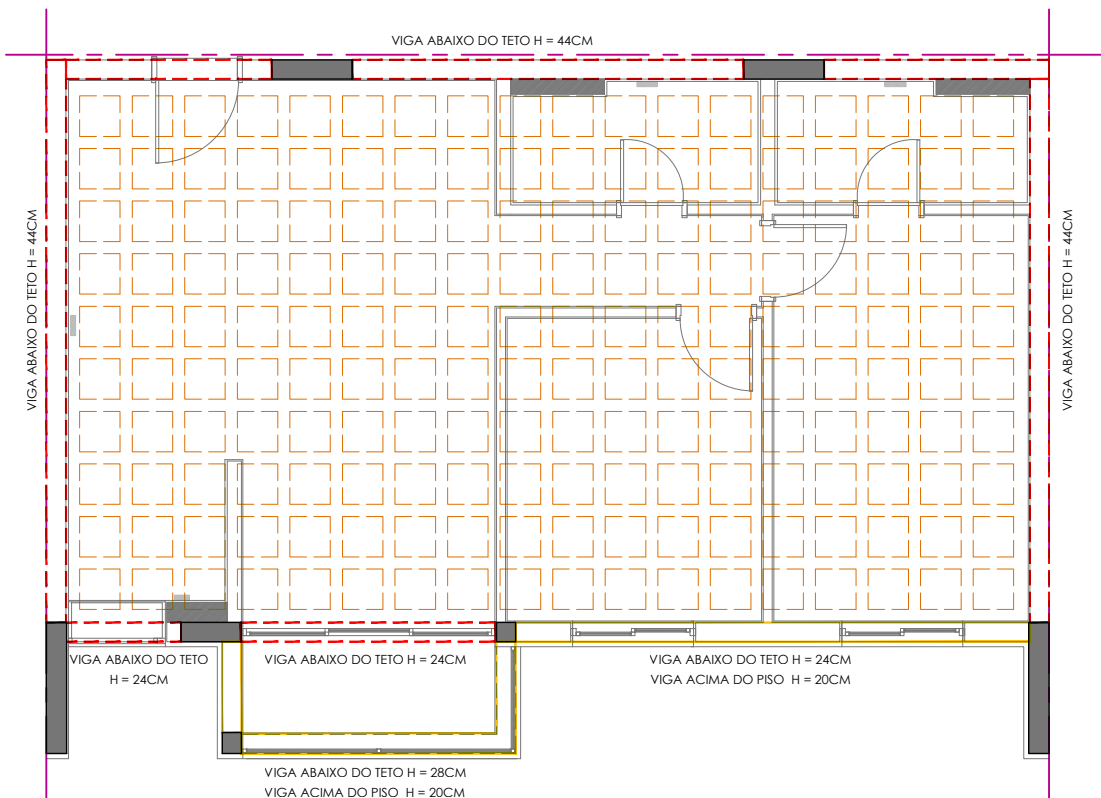 VIGA ABAIXO DO TETO H = 44CM
VIGA ABAIXO DO TETO H = 44CM
VIGA ABAIXO DO TETO H = 44CM
VIGA ABAIXO DO TETO
H = 24CM
VIGA ABAIXO DO TETO H = 24CM
VIGA ABAIXO DO TETO H = 24CM
VIGA ACIMA DO PISO  H = 20CM
VIGA ABAIXO DO TETO H = 28CM
VIGA ACIMA DO PISO  H = 20CM